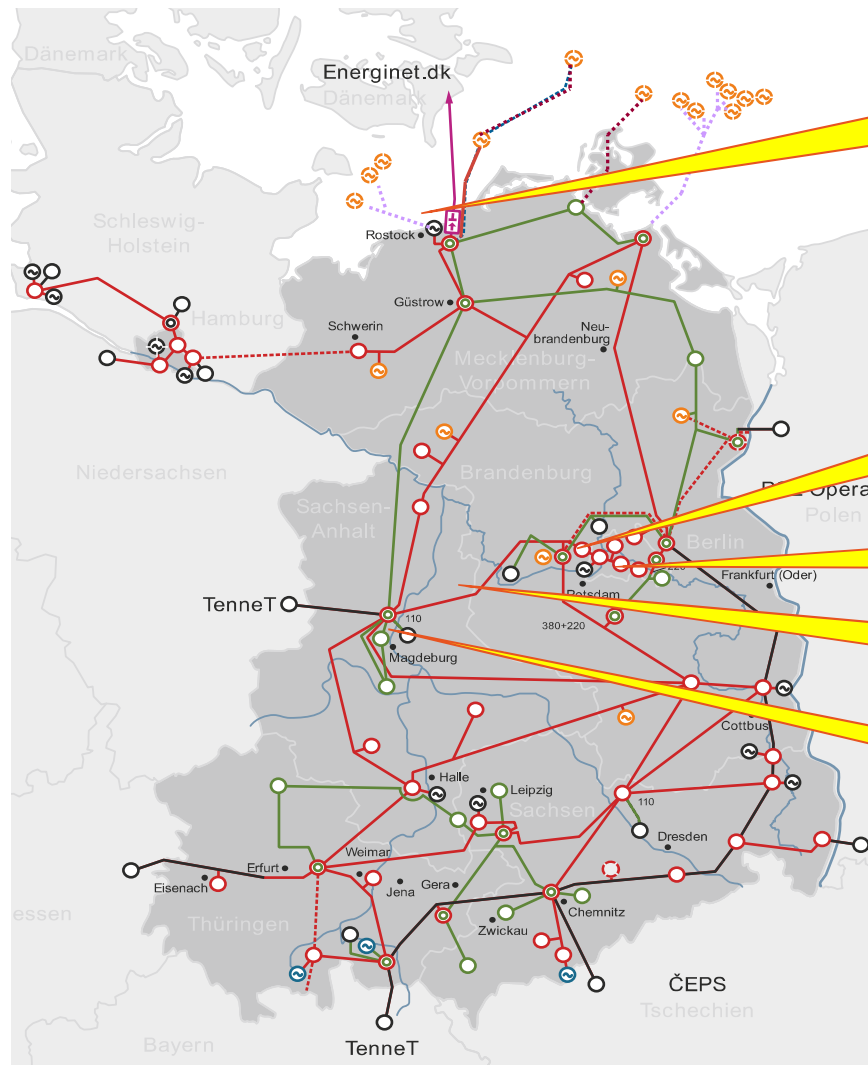 Dänemark
Energinet.dk
Dänemark
Schleswig-
Holstein
Rostock
Güstrow
Hamburg
Schwerin
Neu-
brandenburg
Mecklenburg-
Vorpommern
Niedersachsen
Brandenburg
Sachsen-
Anhalt
Opera
Polen
Berlin
220
Frankfurt (Oder)
Potsdam
TenneT
110
380+220
Magdeburg
Cottbus
Halle
Leipzig
Sachsen
110
Dresden
Weimar
Erfurt
Eisenach
Jena
Gera
Chemnitz
Zwickau
essen
Thüringen
ČEPS
Tschechien
Bayern
TenneT